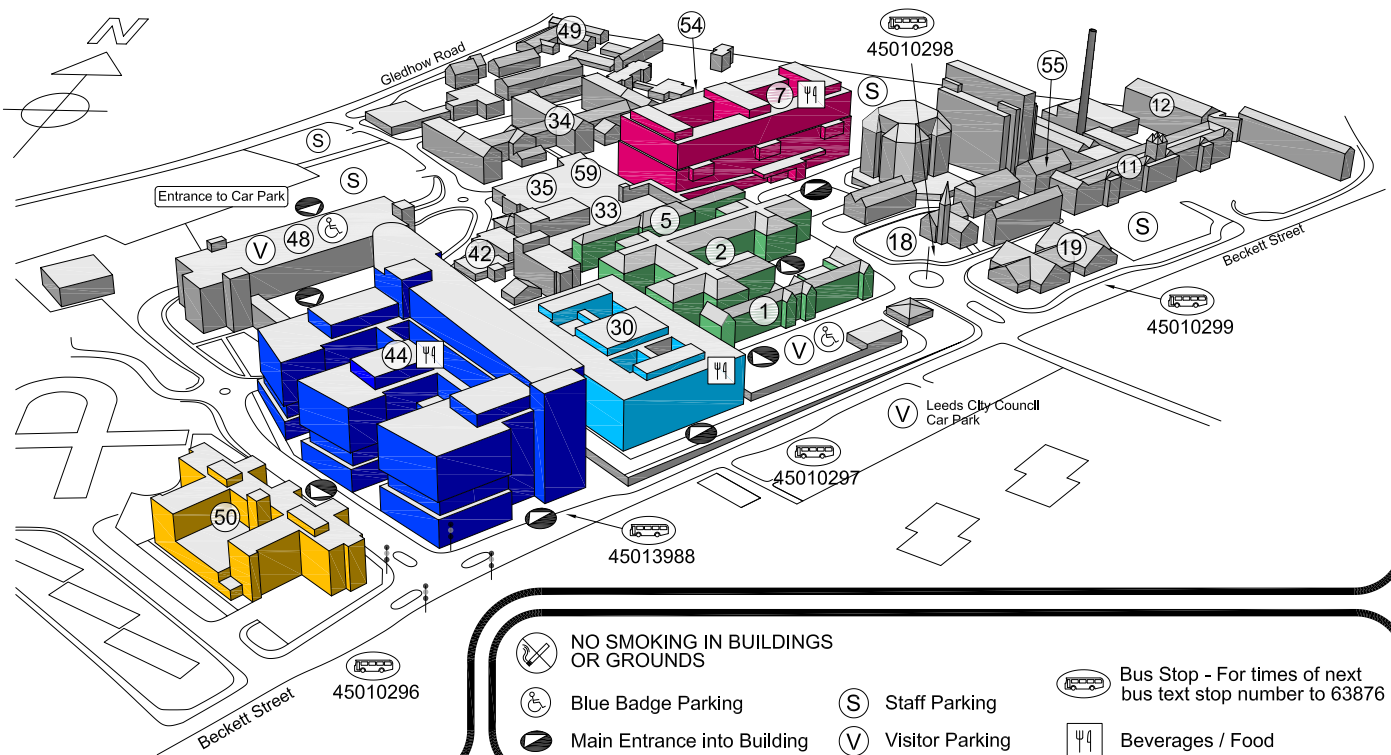 N
49
54
45010298
Gledhow Road
7
S
55
12
34
S
11
59
S
35
Entrance to Car Park
33
5
S
V
48
42
2
18
19
Beckett Street
1
30
45010299
44
V
V
Leeds City Council
Car Park
45010297
50
45013988
45010296
Beckett Street
NO SMOKING IN BUILDINGS
OR GROUNDS
Blue Badge Parking
Main Entrance into Building
S Staff Parking
V Visitor Parking
Bus Stop - For times of next
bus text stop number to 63876
Beverages / Food